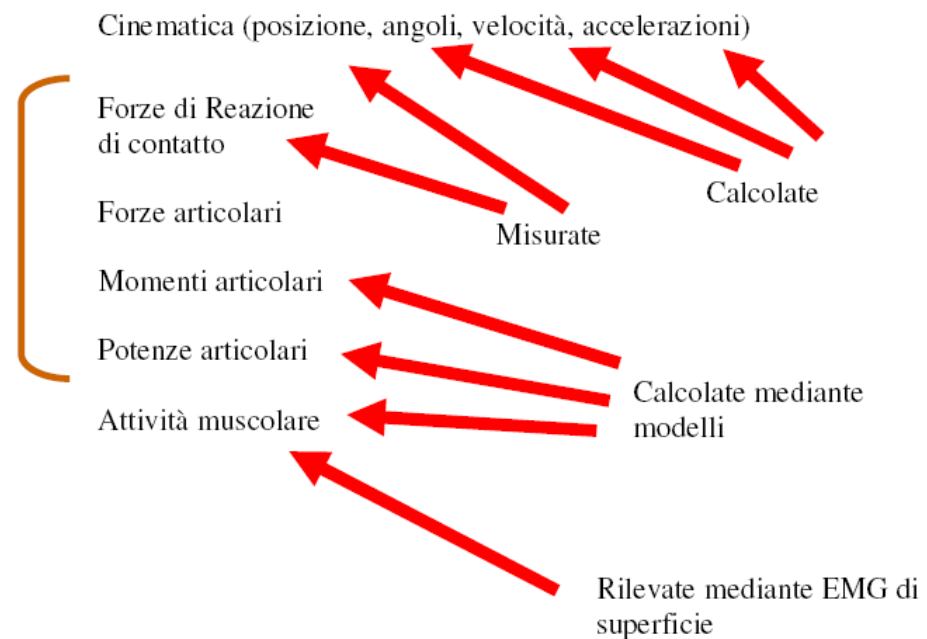 Cinematica (posizione, angoli, velocità, accelerazioni)
Forze di Reazione
di contatto
Calcolate
Forze articolari
Misurate
Momenti articolari
Potenze articolari
Calcolate mediante
modelli
Attività muscolare
Rilevate mediante EMG di
superficie